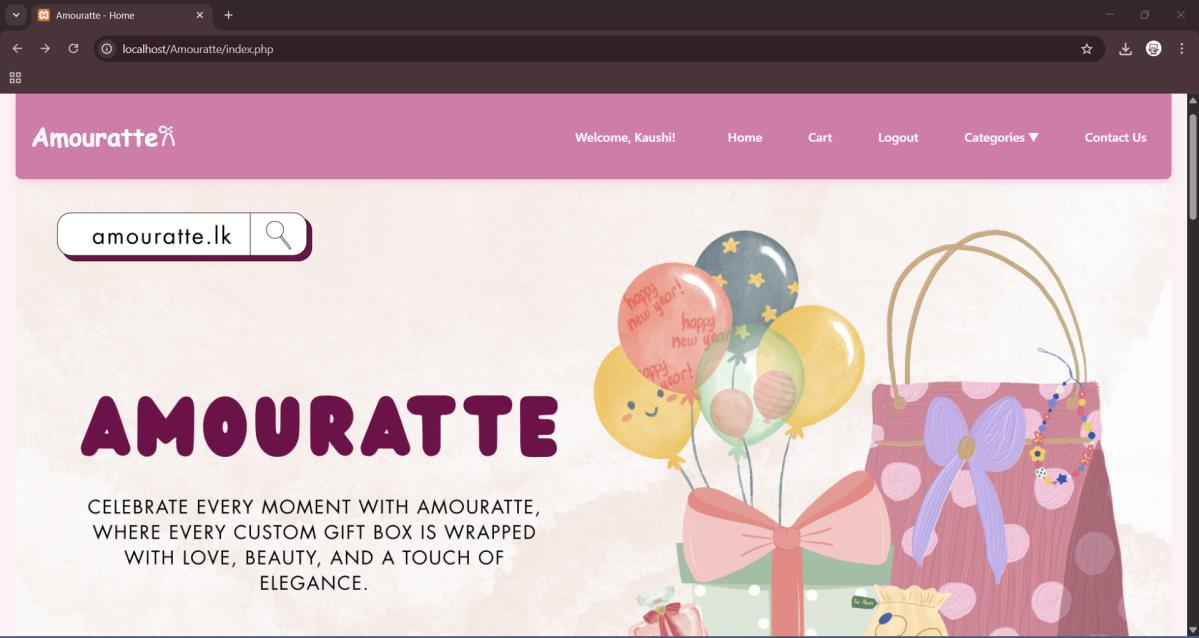 Amouratte - Home
localhost/Amouratte/index.php
Amouratte
Welcome, Kaushi!
Home
Cart
Logout
Categories ▼
Contact Us
amouratte.lk
AMOURATTE
CELEBRATE EVERY MOMENT WITH AMOURATTE,
WHERE EVERY CUSTOM GIFT BOX IS WRAPPED
WITH LOVE, BEAUTY, AND A TOUCH OF
ELEGANCE.
happy
new year!
happy
new year
happy
year!